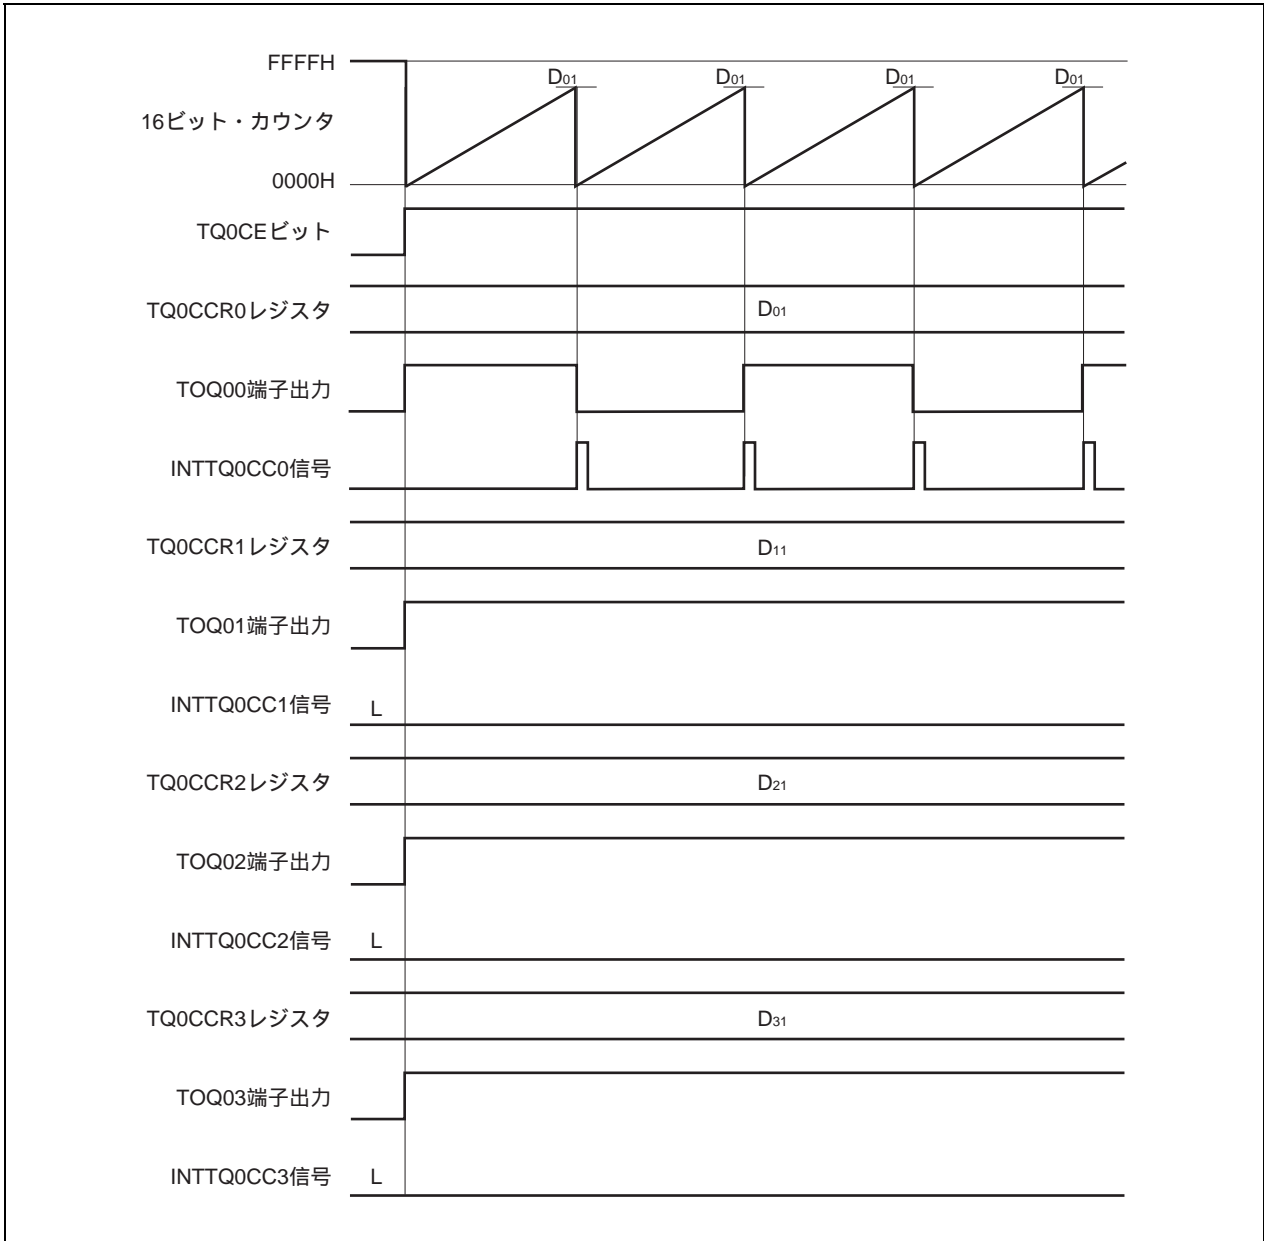 FFFFH
D01 D01 D01 D01
16ビット・カウンタ
0000H
TQ0CEビット
TQ0CCR0レジスタ D01
TOQ00端子出力
INTTQ0CC0信号
TQ0CCR1レジスタ D11
TOQ01端子出力
INTTQ0CC1信号 L
TQ0CCR2レジスタ D21
TOQ02端子出力
INTTQ0CC2信号 L
TQ0CCR3レジスタ D31
TOQ03端子出力
INTTQ0CC3信号 L